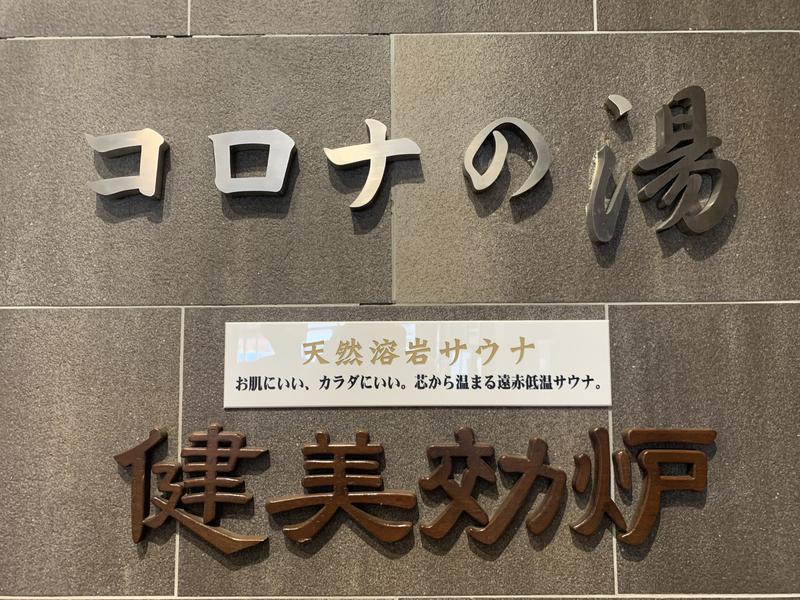 コロナの湯
天然溶岩サウナ
お肌にいい、カラダにいい。芯から温まる遠赤低温サウナ。
健美効炉